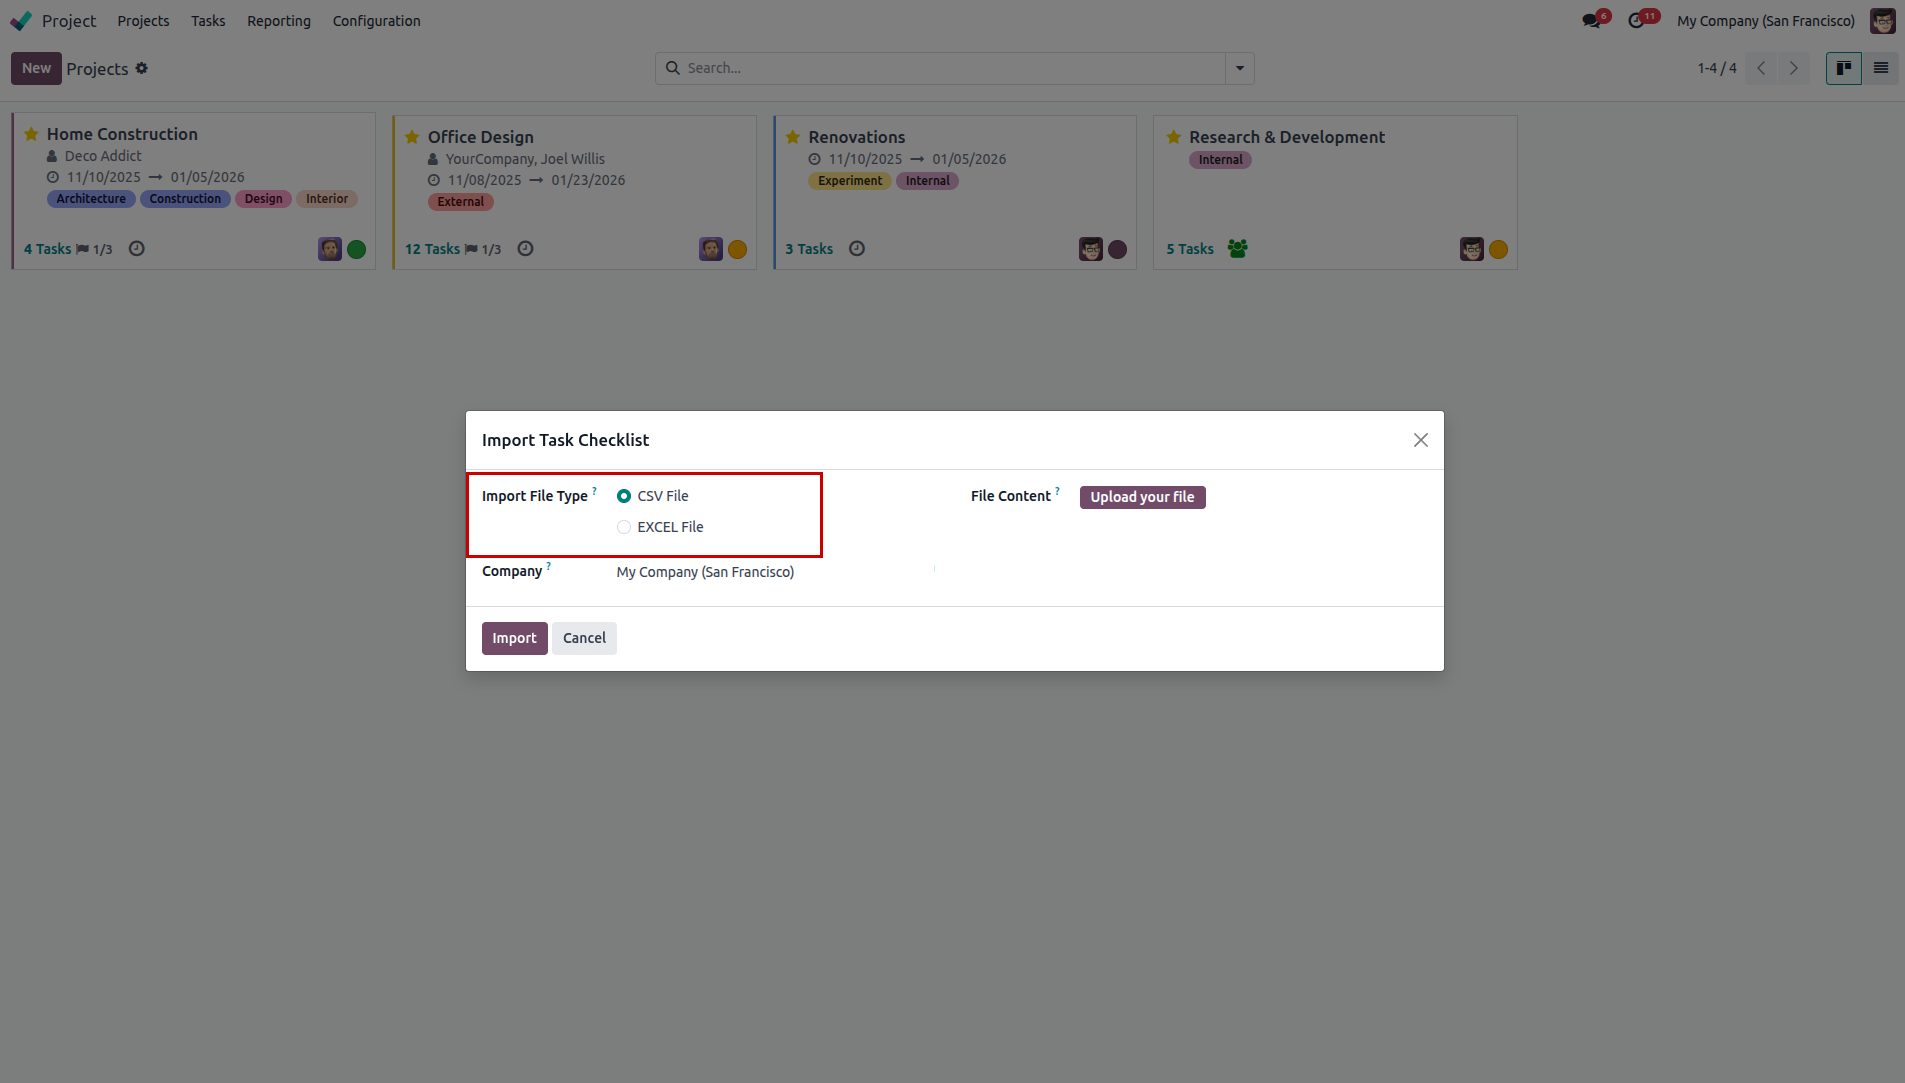 Project Projects Tasks Reporting Configuration 6 11 My Company (San Francisco)
New Projects Search... 1-4 / 4
Home Construction
Deco Addict
11/10/2025 → 01/05/2026
Architecture Construction Design Interior
4 Tasks 1/3
Office Design
YourCompany, Joel Willis
11/08/2025 → 01/23/2026
External
12 Tasks 1/3
Renovations
11/10/2025 → 01/05/2026
Experiment Internal
3 Tasks
Research & Development
Internal
5 Tasks
Import Task Checklist
Import File Type ? CSV File
EXCEL File
File Content ? Upload your file
Company ? My Company (San Francisco)
Import Cancel